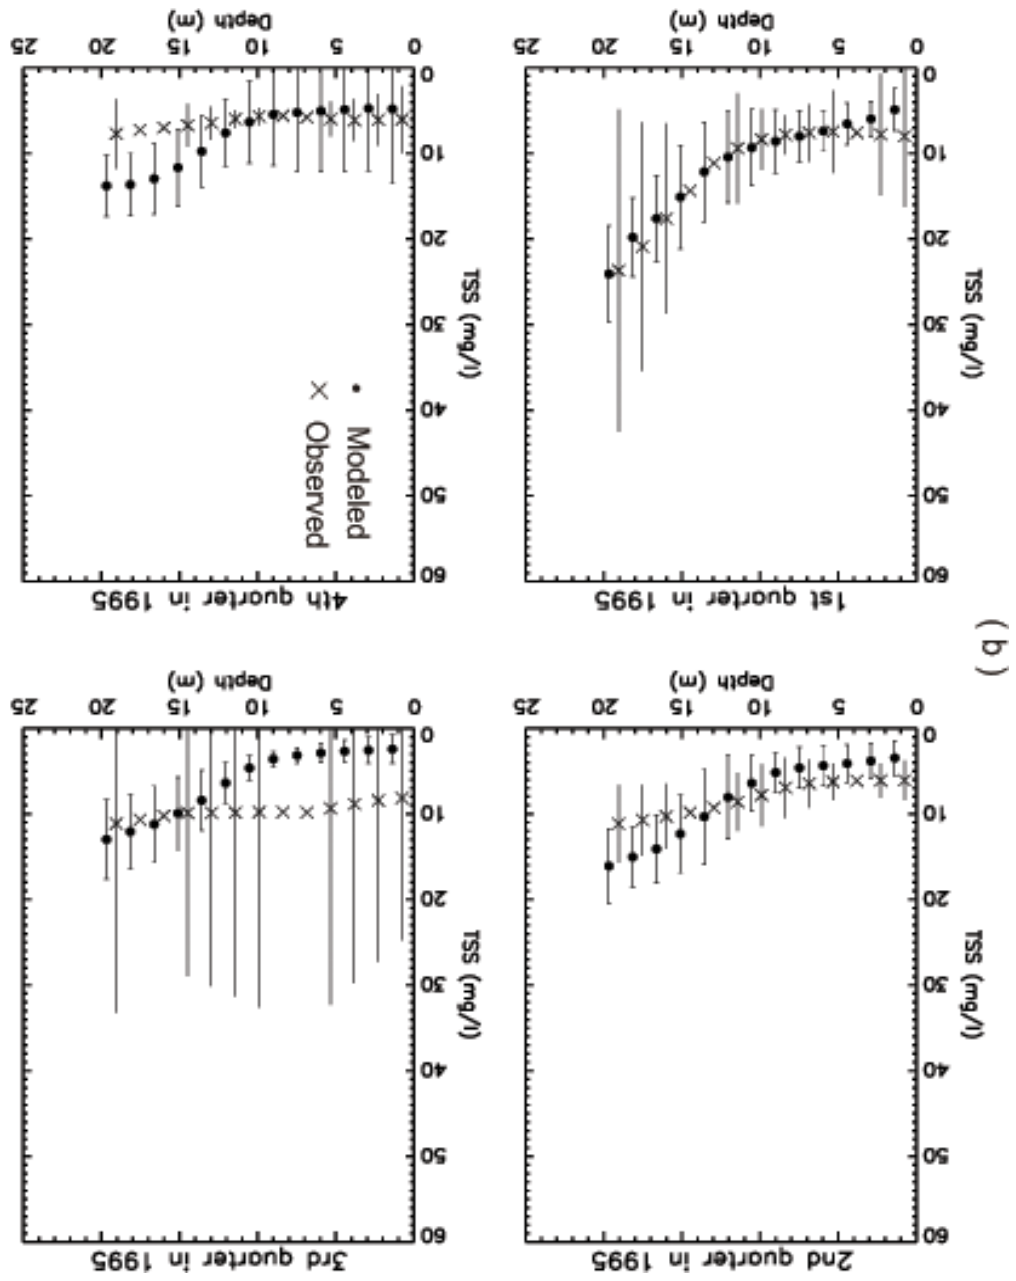 (b)
1st quarter in 1995
TSS (mg/l)
0 10 20 30 40 50 60
Depth (m)
0 5 10 15 20 25
2nd quarter in 1995
TSS (mg/l)
0 10 20 30 40 50 60
Depth (m)
0 5 10 15 20 25
4th quarter in 1995
TSS (mg/l)
0 10 20 30 40 50 60
Depth (m)
0 5 10 15 20 25
Modeled
Observed
3rd quarter in 1995
TSS (mg/l)
0 10 20 30 40 50 60
Depth (m)
0 5 10 15 20 25